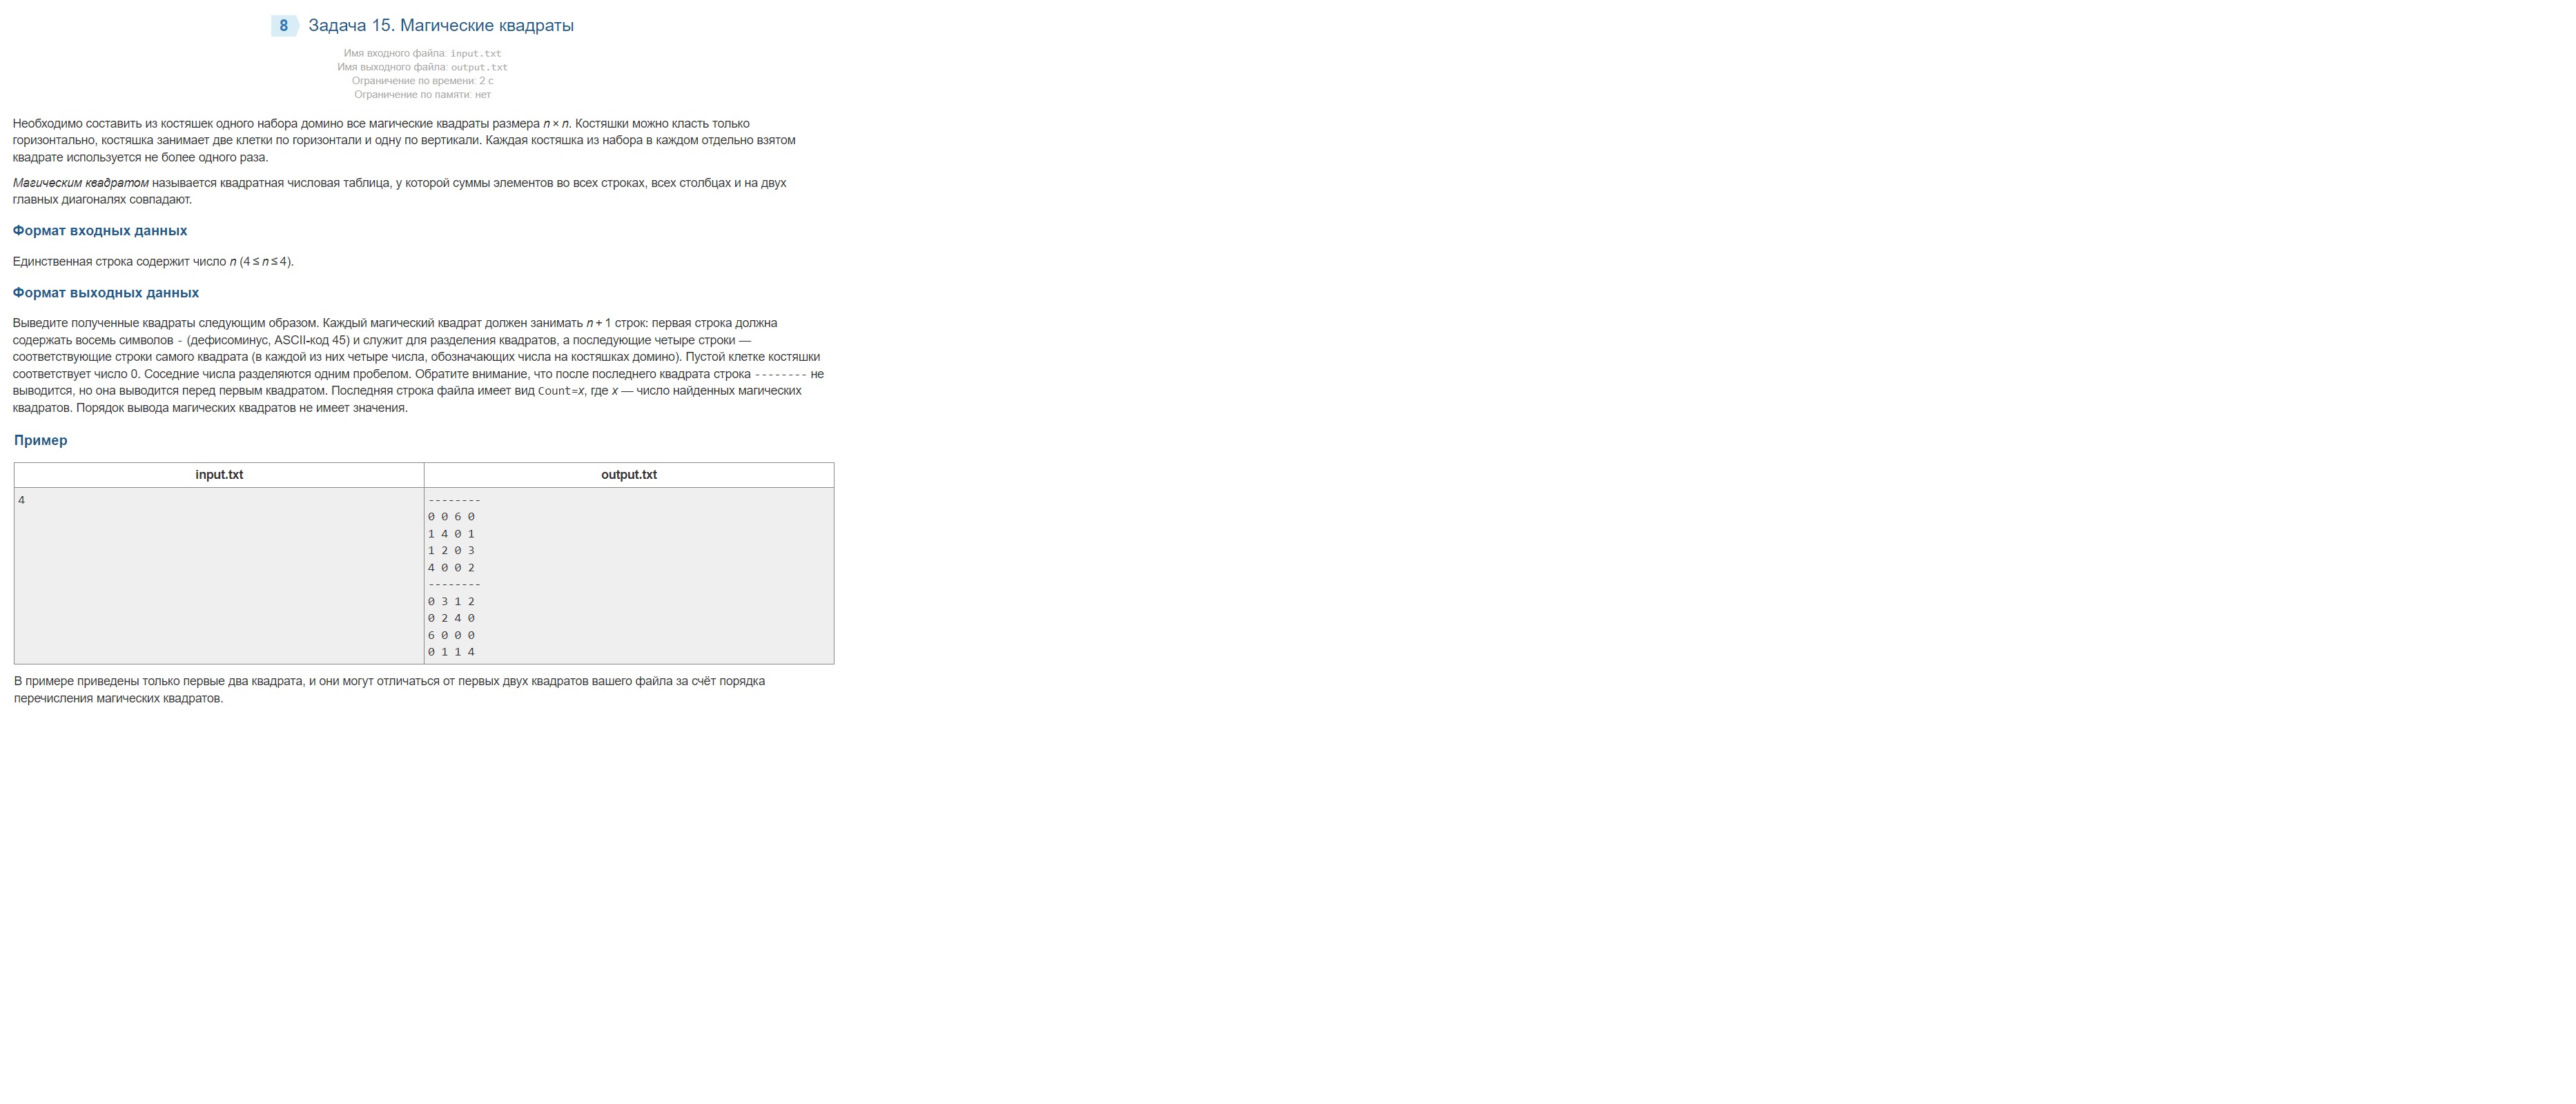 8 Задача 15. Магические квадраты
Имя входного файла: input.txt
Имя выходного файла: output.txt
Ограничение по времени: 2 с
Ограничение по памяти: нет
Необходимо составить из костяшек одного набора домино все магические квадраты размера n × n. Костяшки можно класть только
горизонтально, костяшка занимает две клетки по горизонтали и одну по вертикали. Каждая костяшка из набора в каждом отдельно взятом
квадрате используется не более одного раза.
Магическим квадратом называется квадратная числовая таблица, у которой суммы элементов во всех строках, всех столбцах и на двух
главных диагоналях совпадают.
Формат входных данных
Единственная строка содержит число n (4 ≤ n ≤ 4).
Формат выходных данных
Выведите полученные квадраты следующим образом. Каждый магический квадрат должен занимать n + 1 строк: первая строка должна
содержать восемь символов - (дефисоминус, ASCII-код 45) и служит для разделения квадратов, а последующие четыре строки —
соответствующие строки самого квадрата (в каждой из них четыре числа, обозначающих числа на костяшках домино). Пустой клетке костяшки
соответствует число 0. Соседние числа разделяются одним пробелом. Обратите внимание, что после последнего квадрата строка -------- не
выводится, но она выводится перед первым квадратом. Последняя строка файла имеет вид Count=x, где x — число найденных магических
квадратов. Порядок вывода магических квадратов не имеет значения.
Пример
input.txt output.txt
4 --------
0 0 6 0
1 4 0 1
1 2 0 3
4 0 0 2
--------
0 3 1 2
0 2 4 0
6 0 0 0
0 1 1 4
В примере приведены только первые два квадрата, и они могут отличаться от первых двух квадратов вашего файла за счёт порядка
перечисления магических квадратов.